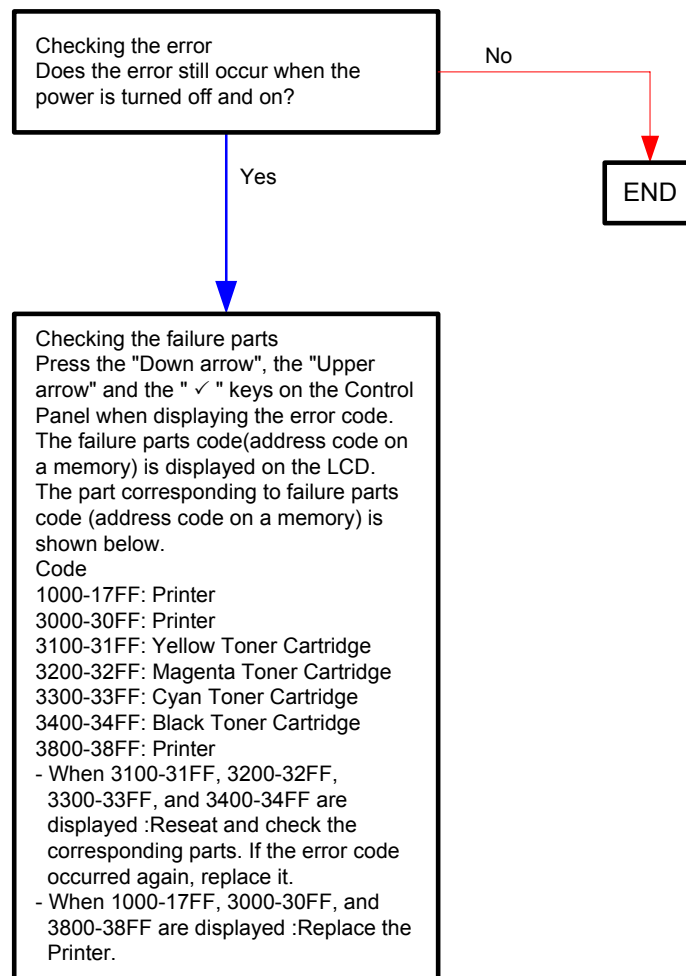 Checking the error
Does the error still occur when the
power is turned off and on?
No
END
Yes
Checking the failure parts
Press the "Down arrow", the "Upper
arrow" and the " ✓ " keys on the Control
Panel when displaying the error code.
The failure parts code(address code on
a memory) is displayed on the LCD.
The part corresponding to failure parts
code (address code on a memory) is
shown below.
Code
1000-17FF: Printer
3000-30FF: Printer
3100-31FF: Yellow Toner Cartridge
3200-32FF: Magenta Toner Cartridge
3300-33FF: Cyan Toner Cartridge
3400-34FF: Black Toner Cartridge
3800-38FF: Printer
- When 3100-31FF, 3200-32FF,
3300-33FF, and 3400-34FF are
displayed :Reseat and check the
corresponding parts. If the error code
occurred again, replace it.
- When 1000-17FF, 3000-30FF, and
3800-38FF are displayed :Replace the
Printer.